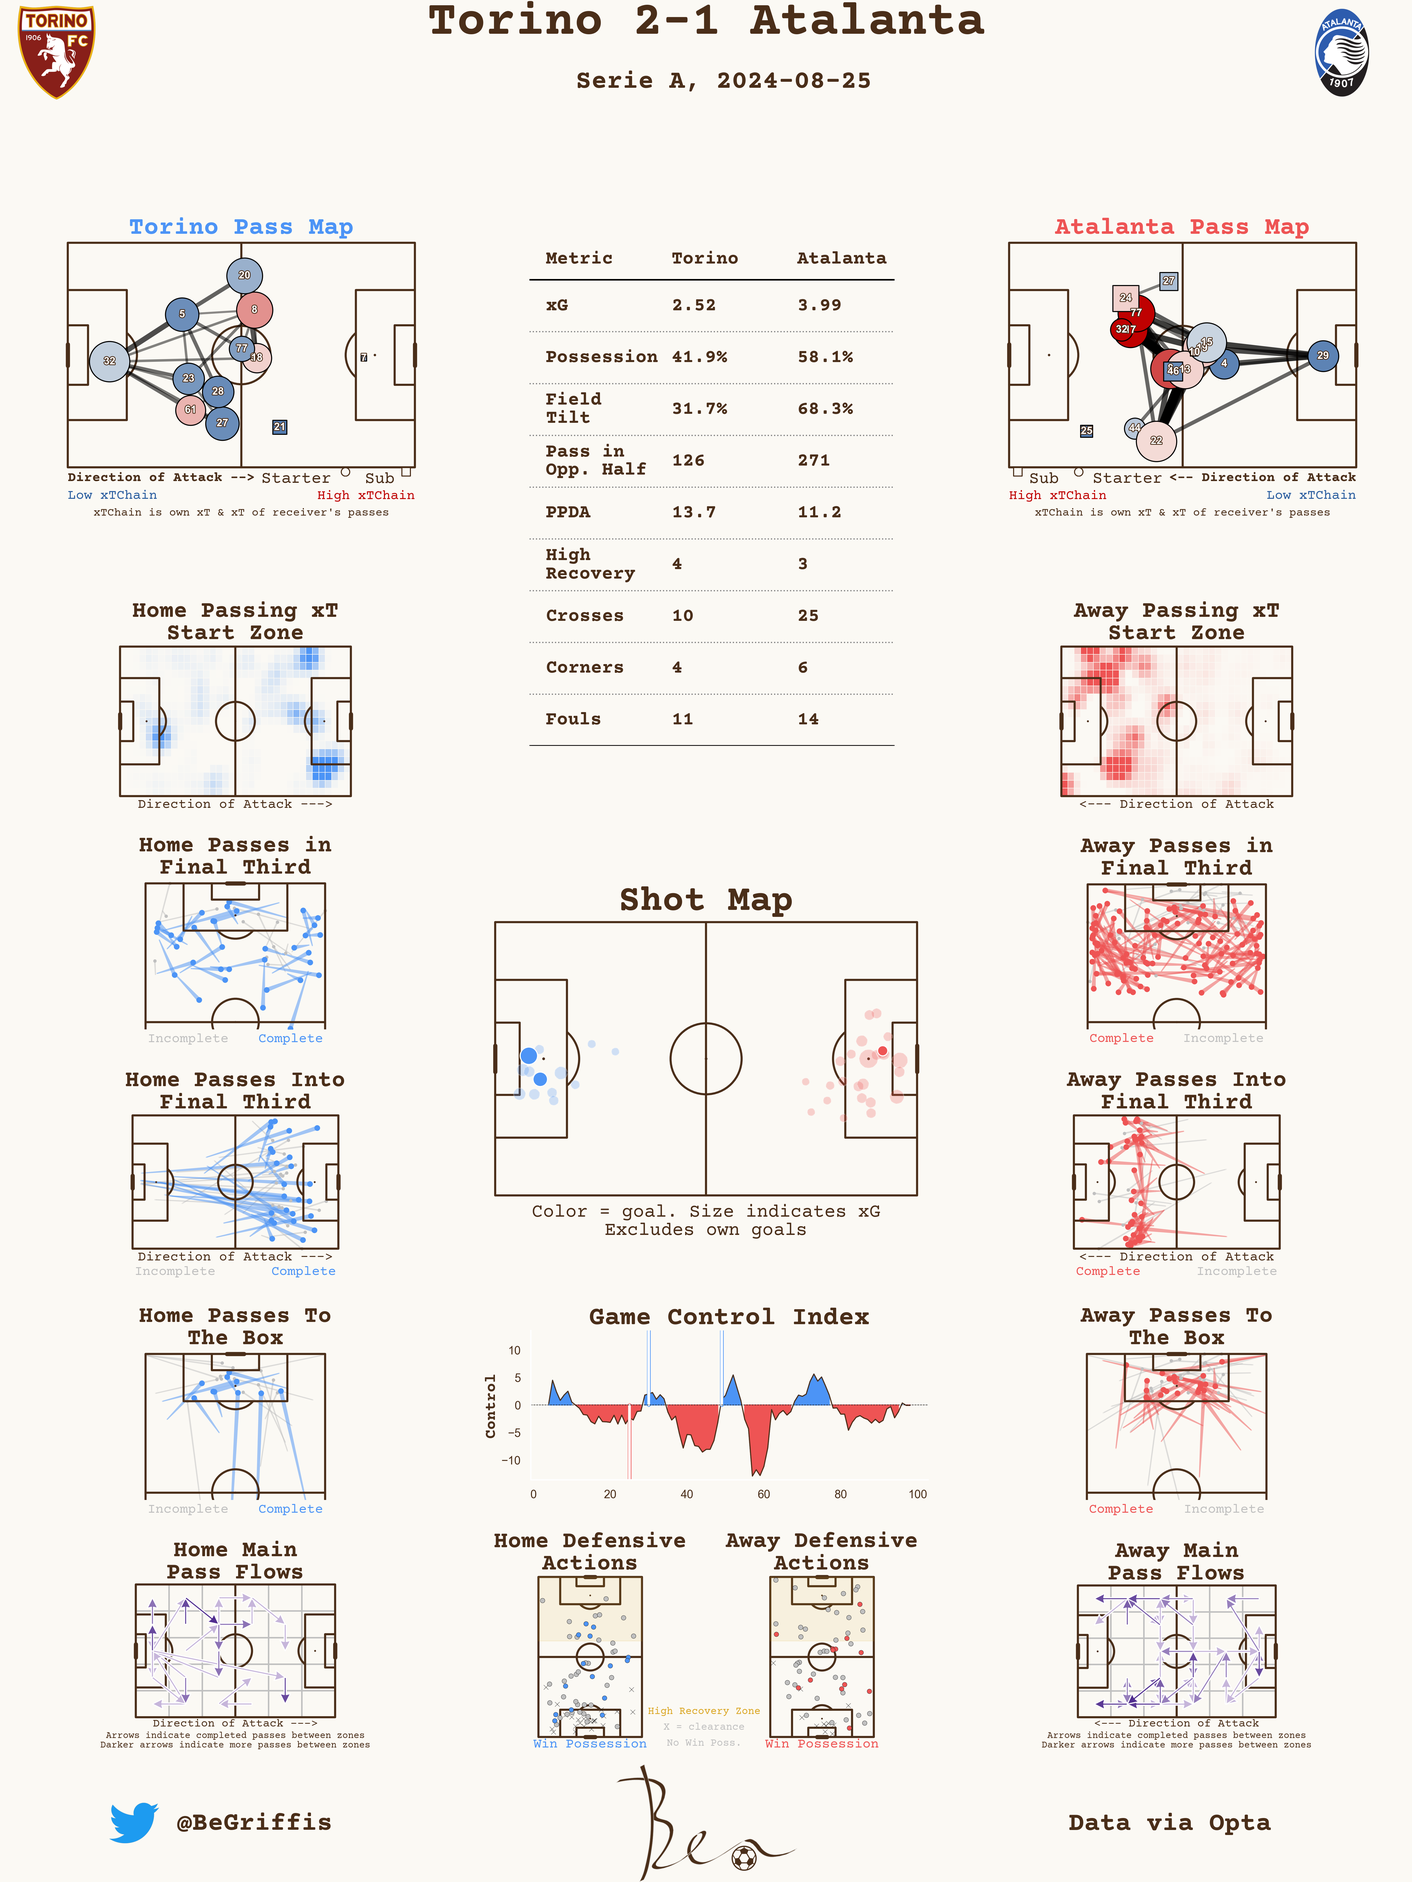 Torino 2-1 Atalanta
Serie A, 2024-08-25
TORINO
1906 FC
ATALANTA
1907
Torino Pass Map
20
8
5
77
18
7
32
23
28
61
27
21
Direction of Attack --> Starter Sub
Low xTChain High xTChain
xTChain is own xT & xT of receiver's passes
Metric Torino Atalanta
xG 2.52 3.99
Possession 41.9% 58.1%
Field
Tilt 31.7% 68.3%
Pass in
Opp. Half 126 271
PPDA 13.7 11.2
High
Recovery 4 3
Crosses 10 25
Corners 4 6
Fouls 11 14
Atalanta Pass Map
27
24
77
32
15
10
29
4
46
13
44
25
22
Sub Starter <-- Direction of Attack
High xTChain Low xTChain
xTChain is own xT & xT of receiver's passes
Home Passing xT
Start Zone
Direction of Attack --->
Away Passing xT
Start Zone
<--- Direction of Attack
Home Passes in
Final Third
Incomplete Complete
Away Passes in
Final Third
Complete Incomplete
Shot Map
Color = goal. Size indicates xG
Excludes own goals
Home Passes Into
Final Third
Direction of Attack --->
Incomplete Complete
Away Passes Into
Final Third
<--- Direction of Attack
Complete Incomplete
Home Passes To
The Box
Incomplete Complete
Game Control Index
Control
10
5
0
−5
−10
0 20 40 60 80 100
Away Passes To
The Box
Complete Incomplete
Home Main
Pass Flows
Direction of Attack --->
Arrows indicate completed passes between zones
Darker arrows indicate more passes between zones
Home Defensive
Actions
Win Possession
High Recovery Zone
X = clearance
No Win Poss.
Away Defensive
Actions
Win Possession
Away Main
Pass Flows
<--- Direction of Attack
Arrows indicate completed passes between zones
Darker arrows indicate more passes between zones
@BeGriffis
Ben
Data via Opta